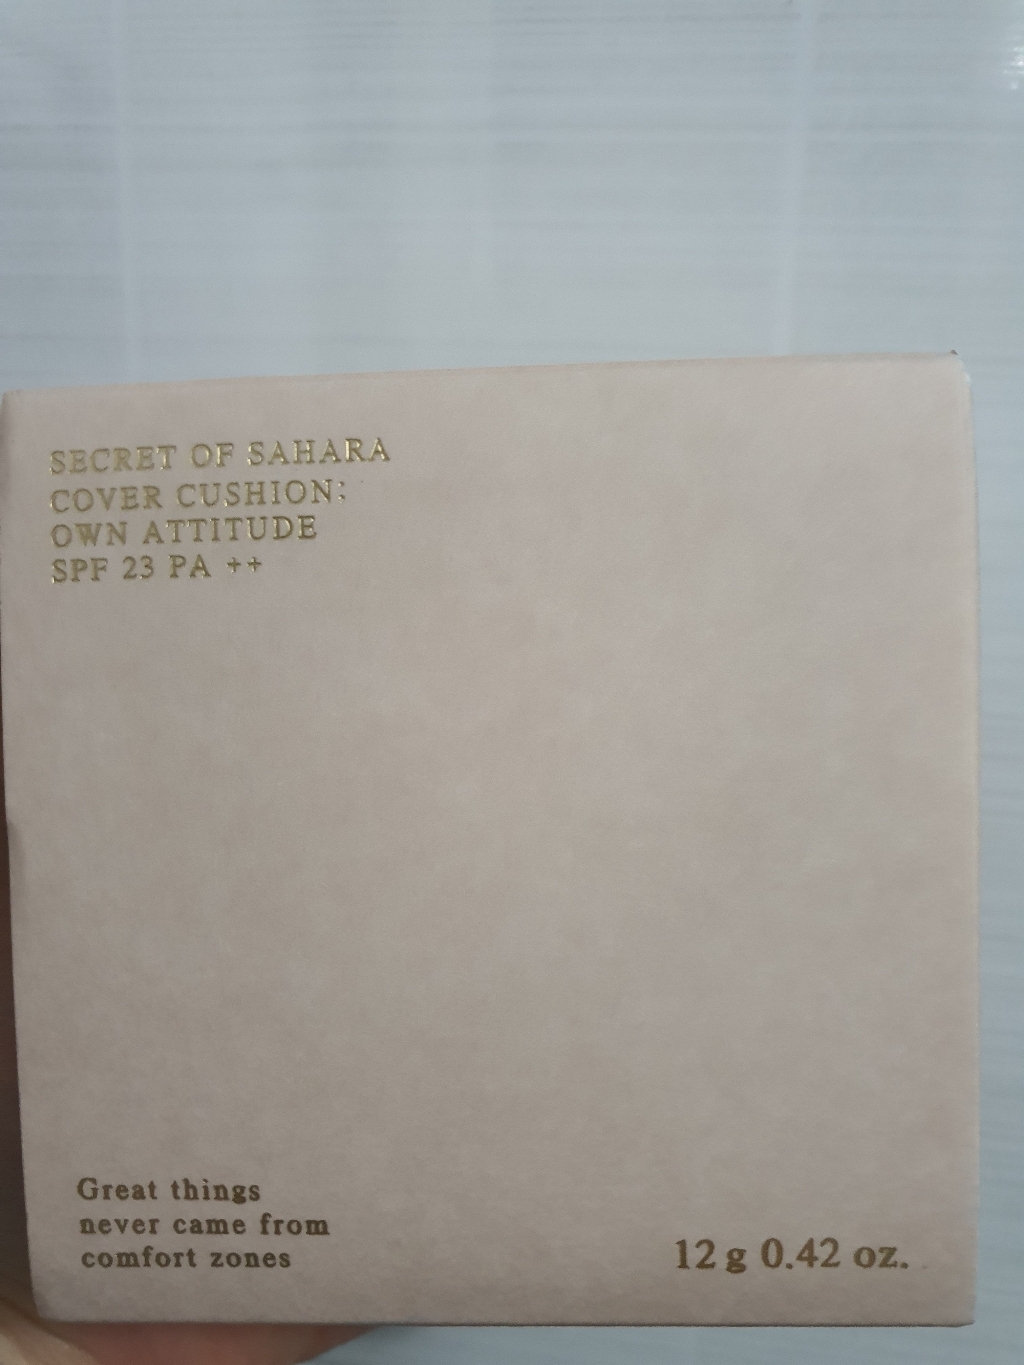 SECRET OF SAHARA
COVER CUSHION:
OWN ATTITUDE
SPF 23 PA ++
Great things
never came from
comfort zones
12 g 0.42 oz.